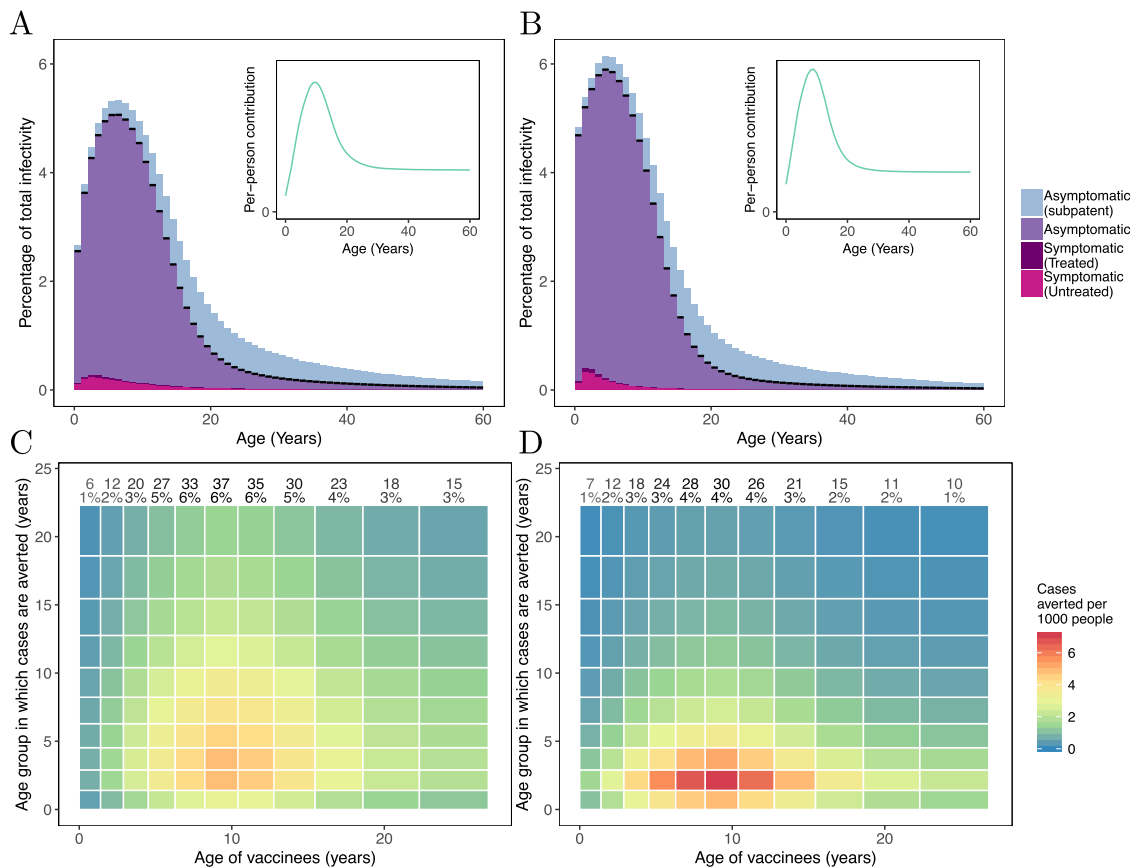 A
B
Percentage of total infectivity
6
4
2
0
0
20
40
60
Age (Years)
Per−person contribution
0
0
20
40
60
Age (Years)
Percentage of total infectivity
6
4
2
0
0
20
40
60
Age (Years)
Per−person contribution
0
0
20
40
60
Age (Years)
Asymptomatic
(subpatent)
Asymptomatic
Symptomatic
(Treated)
Symptomatic
(Untreated)
C
D
Age group in which cases are averted (years)
25
20
15
10
5
0
6 12 20 27 33 37 35 30 23 18 15
1% 2% 3% 5% 6% 6% 6% 5% 4% 3% 3%
0
10
20
Age of vaccinees (years)
Age group in which cases are averted (years)
25
20
15
10
5
0
7 12 18 24 28 30 26 21 15 11 10
1% 2% 3% 3% 4% 4% 4% 3% 2% 2% 1%
0
10
20
Age of vaccinees (years)
Cases
averted per
1000 people
6
4
2
0